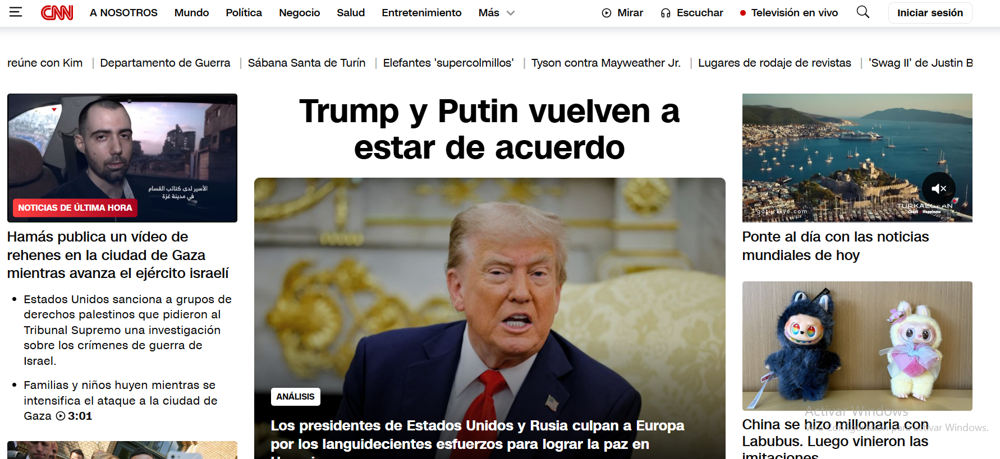 CNN A NOSOTROS Mundo Política Negocio Salud Entretenimiento Más Mirar Escuchar Televisión en vivo Iniciar sesión
reúne con Kim | Departamento de Guerra | Sábana Santa de Turín | Elefantes 'supercolmillos' | Tyson contra Mayweather Jr. | Lugares de rodaje de revistas | 'Swag II' de Justin B
الأسير لدى كتائب القسام
في مدينة غزة
NOTICIAS DE ÚLTIMA HORA
Hamás publica un vídeo de
rehenes en la ciudad de Gaza
mientras avanza el ejército israelí
• Estados Unidos sanciona a grupos de
derechos palestinos que pidieron al
Tribunal Supremo una investigación
sobre los crímenes de guerra de
Israel.
• Familias y niños huyen mientras se
intensifica el ataque a la ciudad de
Gaza 3:01
Trump y Putin vuelven a
estar de acuerdo
ANÁLISIS
Los presidentes de Estados Unidos y Rusia culpan a Europa
por los languidecientes esfuerzos para lograr la paz en
goturkiye.com
TURKAEGEAN
Coast of Happiness
Ponte al día con las noticias
mundiales de hoy
China se hizo millonaria con
Labubus. Luego vinieron las
imitaciones
Activar Windows
Ve a Configuración para activar Windows.